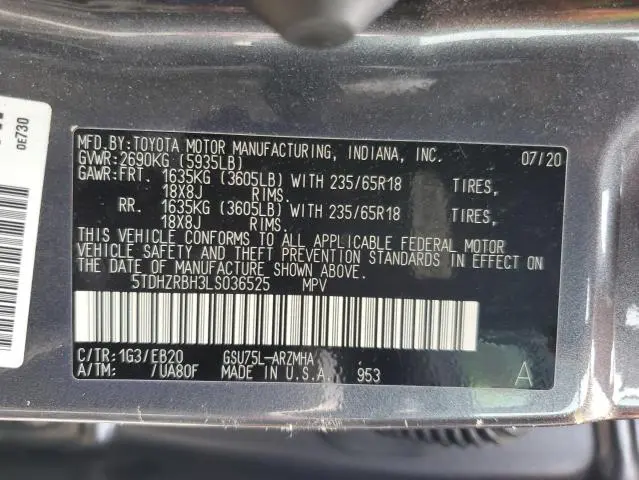 MFD.BY:TOYOTA MOTOR MANUFACTURING, INDIANA, INC. 07/20
GVWR:2690KG (5935LB)
GAWR:FRT. 1635KG (3605LB) WITH 235/65R18 TIRES,
18X8J RIMS.
RR. 1635KG (3605LB) WITH 235/65R18 TIRES,
18X8J RIMS.
THIS VEHICLE CONFORMS TO ALL APPLICABLE FEDERAL MOTOR
VEHICLE SAFETY AND THEFT PREVENTION STANDARDS IN EFFECT ON
THE DATE OF MANUFACTURE SHOWN ABOVE.
5TDHZRBH3LS036525 MPV
C/TR:1G3/EB20 GSU75L-ARZMHA
A/TM: /UA80F MADE IN U.S.A. 953 A
0E730